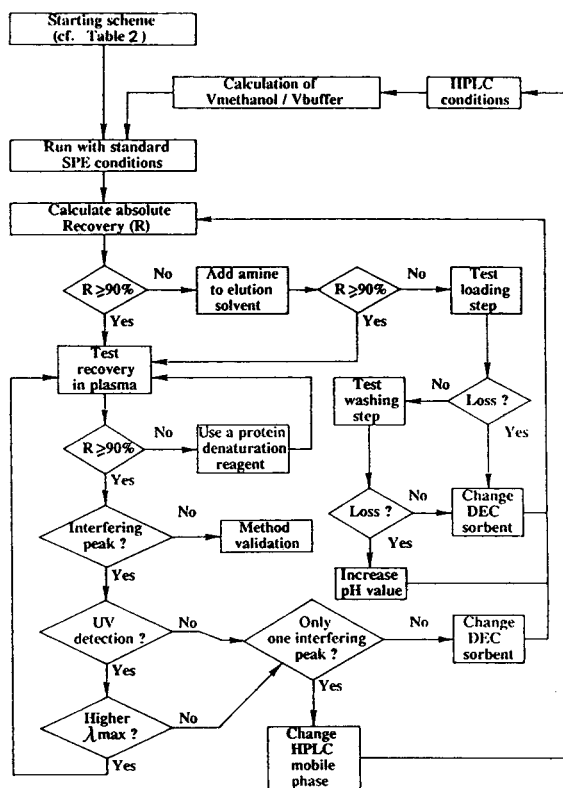 Starting scheme
(cf. Table 2)
Calculation of
Vmethanol / Vbuffer
HPLC
conditions
Run with standard
SPE conditions
Calculate absolute
Recovery (R)
R ≥90%
No
Yes
Add amine
to elution
solvent
R ≥90%
No
Yes
Test
loading
step
Test
recovery
in plasma
Test
washing
step
No
Loss ?
Yes
R ≥90%
No
Yes
Use a protein
denaturation
reagent
Loss ?
No
Yes
Change
DEC
sorbent
Interfering
peak ?
No
Yes
Method
validation
Increase
pH value
UV
detection ?
No
Yes
Only
one interfering
peak ?
No
Yes
Change
DEC
sorbent
Higher
λmax ?
No
Yes
Change
HPLC
mobile
phase